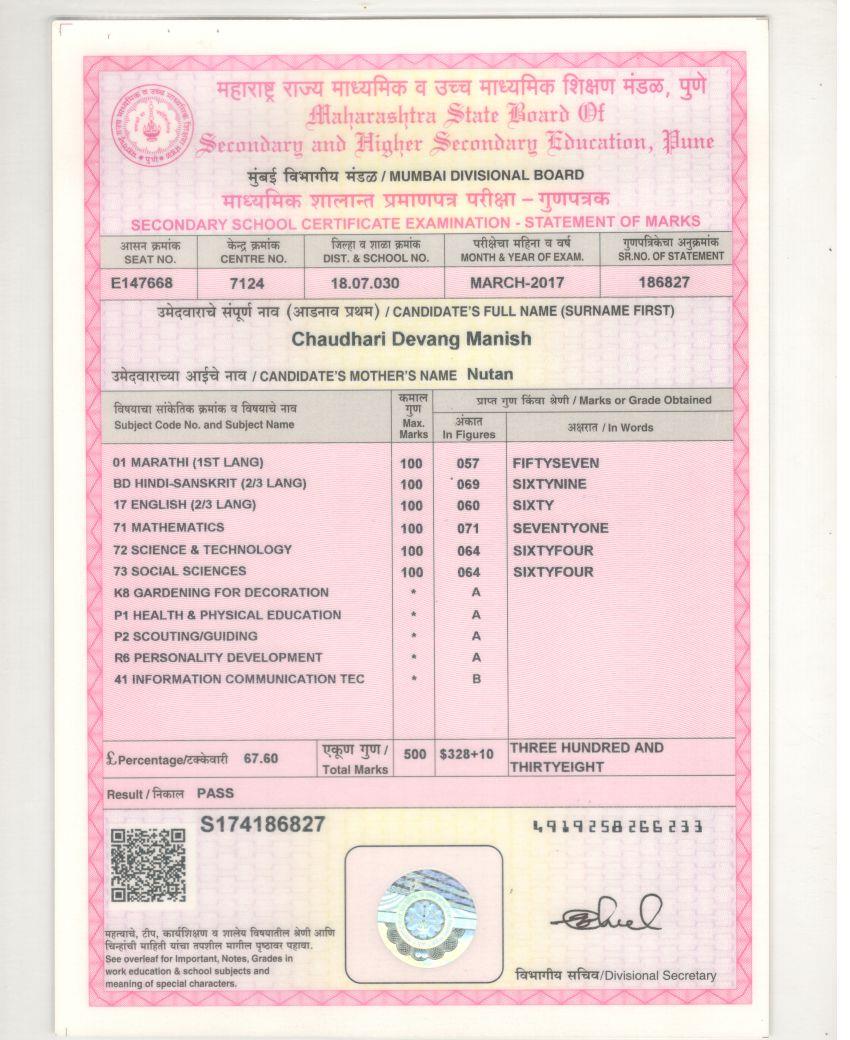 महाराष्ट्र राज्य माध्यमिक व उच्च माध्यमिक शिक्षण मंडळ, पुणे
Maharashtra State Board Of
Secondary and Higher Secondary Education, Pune
मुंबई विभागीय मंडळ / MUMBAI DIVISIONAL BOARD
माध्यमिक शालान्त प्रमाणपत्र परीक्षा – गुणपत्रक
SECONDARY SCHOOL CERTIFICATE EXAMINATION - STATEMENT OF MARKS
आसन क्रमांक केन्द्र क्रमांक जिल्हा व शाळा क्रमांक परीक्षेचा महिना व वर्ष गुणपत्रिकेचा अनुक्रमांक
SEAT NO. CENTRE NO. DIST. & SCHOOL NO. MONTH & YEAR OF EXAM. SR.NO. OF STATEMENT
E147668 7124 18.07.030 MARCH-2017 186827
उमेदवाराचे संपूर्ण नाव (आडनाव प्रथम) / CANDIDATE'S FULL NAME (SURNAME FIRST)
Chaudhari Devang Manish
उमेदवाराच्या आईचे नाव / CANDIDATE'S MOTHER'S NAME Nutan
विषयाचा सांकेतिक क्रमांक व विषयाचे नाव
Subject Code No. and Subject Name
कमाल
गुण
Max.
Marks
प्राप्त गुण किंवा श्रेणी / Marks or Grade Obtained
अंकात
In Figures
अक्षरात / In Words
01 MARATHI (1ST LANG) 100 057 FIFTYSEVEN
BD HINDI-SANSKRIT (2/3 LANG) 100 069 SIXTYNINE
17 ENGLISH (2/3 LANG) 100 060 SIXTY
71 MATHEMATICS 100 071 SEVENTYONE
72 SCIENCE & TECHNOLOGY 100 064 SIXTYFOUR
73 SOCIAL SCIENCES 100 064 SIXTYFOUR
K8 GARDENING FOR DECORATION * A
P1 HEALTH & PHYSICAL EDUCATION * A
P2 SCOUTING/GUIDING * A
R6 PERSONALITY DEVELOPMENT * A
41 INFORMATION COMMUNICATION TEC * B
£ Percentage/टक्केवारी 67.60
एकूण गुण /
Total Marks
500 $328+10
THREE HUNDRED AND
THIRTYEIGHT
Result / निकाल PASS
S174186827
4919258266233
महत्वाचे, टीप, कार्यशिक्षण व शालेय विषयातील श्रेणी आणि
चिन्हांची माहिती यांचा तपशील मागील पृष्ठावर पहावा.
See overleaf for Important, Notes, Grades in
work education & school subjects and
meaning of special characters.
विभागीय सचिव/Divisional Secretary